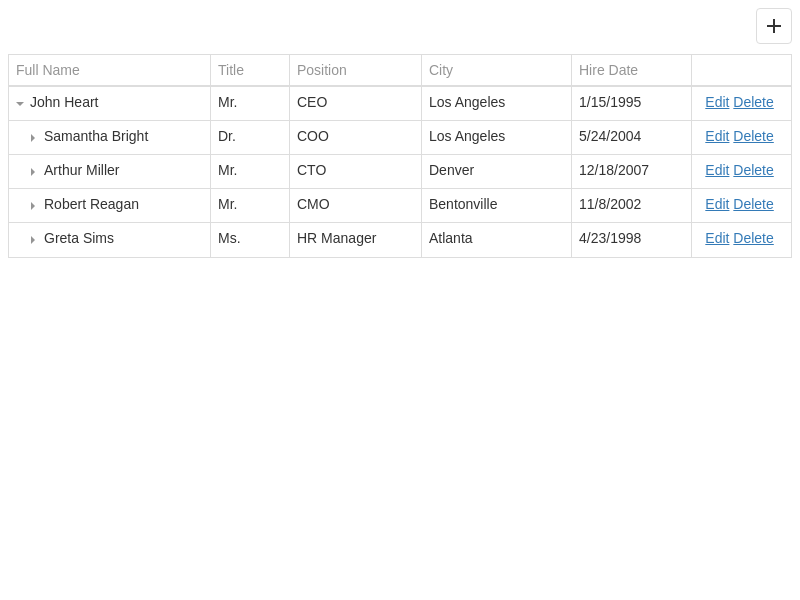 Full Name Title Position City Hire Date
John Heart Mr. CEO Los Angeles 1/15/1995 Edit Delete
Samantha Bright Dr. COO Los Angeles 5/24/2004 Edit Delete
Arthur Miller Mr. CTO Denver 12/18/2007 Edit Delete
Robert Reagan Mr. CMO Bentonville 11/8/2002 Edit Delete
Greta Sims Ms. HR Manager Atlanta 4/23/1998 Edit Delete